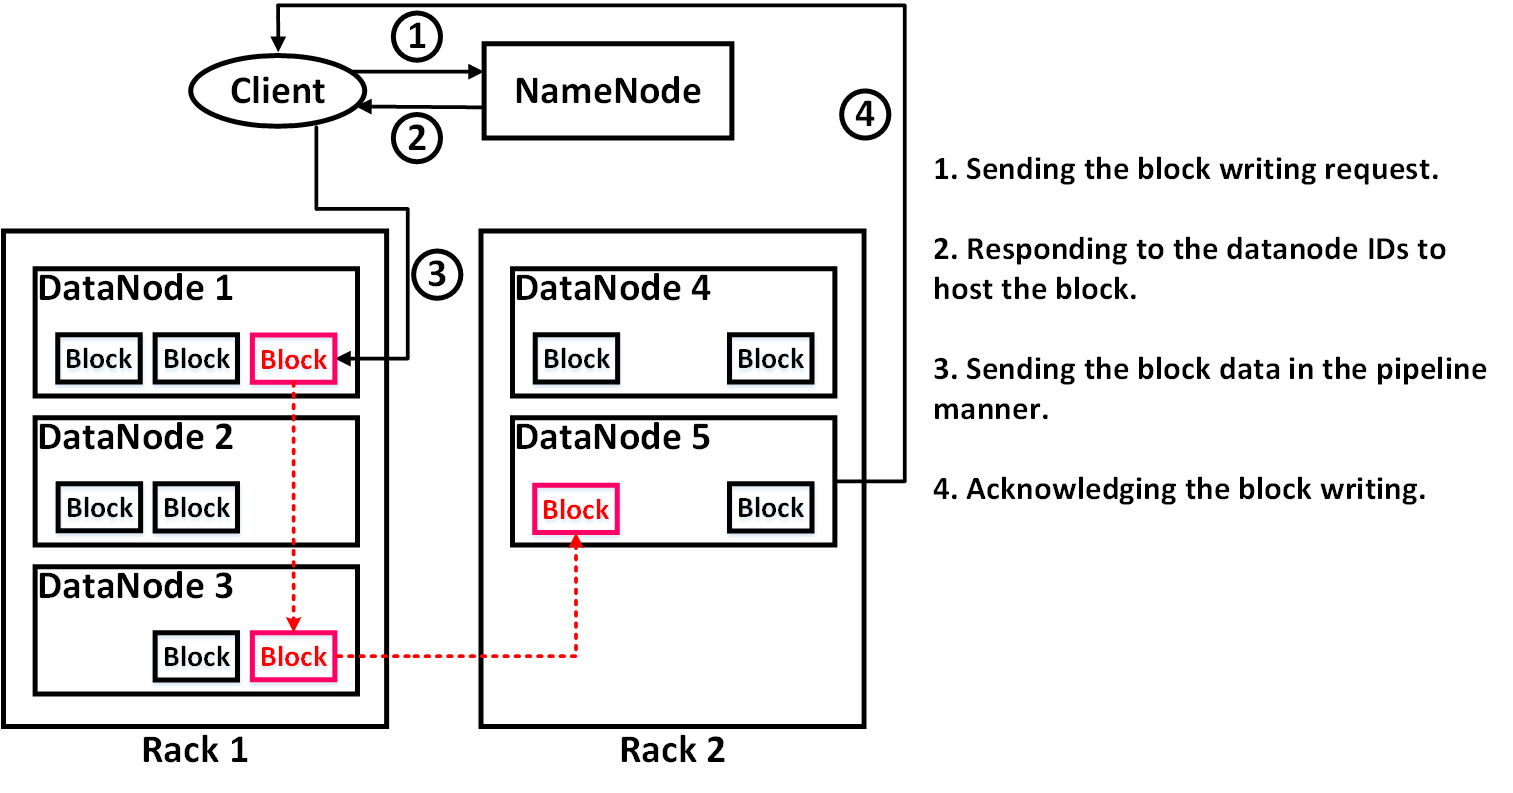 1
Client
NameNode
2
4
3
DataNode 1
Block Block Block
DataNode 2
Block Block
DataNode 3
Block Block
Rack 1
DataNode 4
Block Block
DataNode 5
Block Block
Rack 2
1. Sending the block writing request.
2. Responding to the datanode IDs to
host the block.
3. Sending the block data in the pipeline
manner.
4. Acknowledging the block writing.